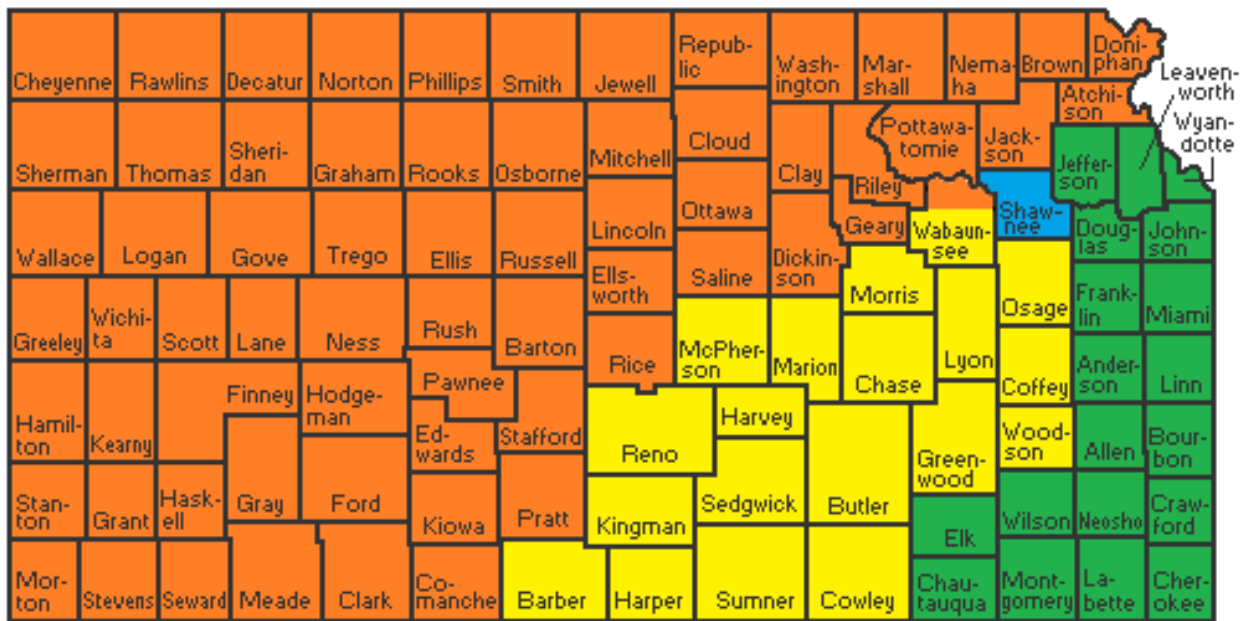 Cheyenne
Rawlins
Decatur
Norton
Phillips
Smith
Jewell
Repub-
lic
Wash-
ington
Mar-
shall
Nema-
ha
Brown
Doni-
phan
Leaven-
worth
Atchi-
son
Wyan-
dotte
Sherman
Thomas
Sheri-
dan
Graham
Rooks
Osborne
Mitchell
Cloud
Clay
Riley
Pottawa-
tomie
Jack-
son
Jeffer-
son
Wallace
Logan
Gove
Trego
Ellis
Russell
Lincoln
Ottawa
Saline
Dickin-
son
Geary
Wabaun-
see
Shaw-
nee
Doug-
las
John-
son
Ells-
worth
Greeley
Wichi-
ta
Scott
Lane
Ness
Rush
Barton
Rice
McPher-
son
Marion
Morris
Chase
Lyon
Osage
Frank-
lin
Miami
Coffey
Ander-
son
Linn
Hamil-
ton
Kearny
Finney
Hodge-
man
Pawnee
Ed-
wards
Stafford
Reno
Harvey
Sedgwick
Butler
Green-
wood
Wood-
son
Allen
Bour-
bon
Stan-
ton
Grant
Hask-
ell
Gray
Ford
Kiowa
Pratt
Kingman
Elk
Wilson
Neosho
Craw-
ford
Mor-
ton
Stevens
Seward
Meade
Clark
Co-
manche
Barber
Harper
Sumner
Cowley
Chau-
tauqua
Mont-
gomery
La-
bette
Cher-
okee